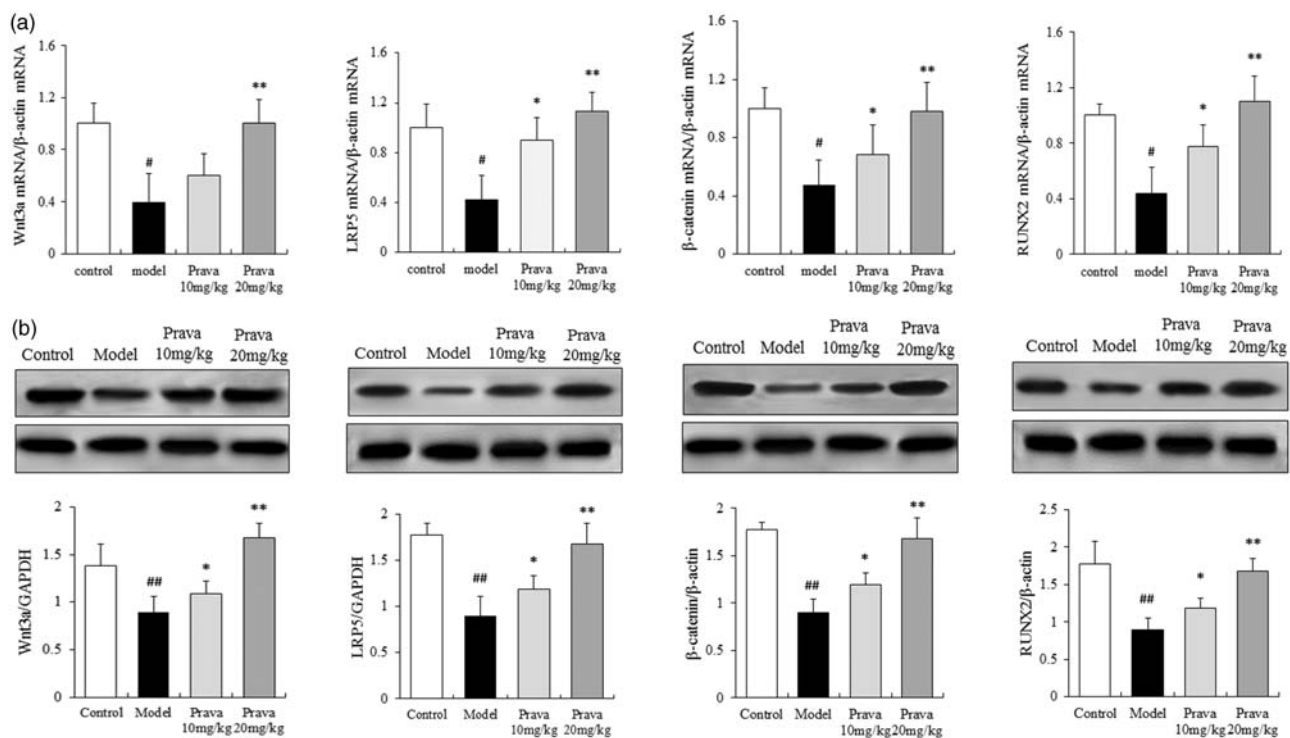 (a)
1.6
1.2
0.8
0.4
0
Wnt3a mRNA/β-actin mRNA
#
**
control
model
Prava
10mg/kg
Prava
20mg/kg
1.6
1.2
0.8
0.4
0
LRP5 mRNA/β-actin mRNA
#
*
**
control
model
Prava
10mg/kg
Prava
20mg/kg
1.6
1.2
0.8
0.4
0
β-catenin mRNA/β-actin mRNA
#
*
**
control
model
Prava
10mg/kg
Prava
20mg/kg
1.6
1.2
0.8
0.4
0
RUNX2 mRNA/β-actin mRNA
#
*
**
control
model
Prava
10mg/kg
Prava
20mg/kg
(b)
Control
Model
Prava
10mg/kg
Prava
20mg/kg
Control
Model
Prava
10mg/kg
Prava
20mg/kg
Control
Model
Prava
10mg/kg
Prava
20mg/kg
Control
Model
Prava
10mg/kg
Prava
20mg/kg
2
1.5
1
0.5
0
Wnt3a/GAPDH
##
*
**
Control
Model
Prava
10mg/kg
Prava
20mg/kg
2
1.5
1
0.5
0
LRP5/GAPDH
##
*
**
Control
Model
Prava
10mg/kg
Prava
20mg/kg
2
1.5
1
0.5
0
β-catenin/β-actin
##
*
**
Control
Model
Prava
10mg/kg
Prava
20mg/kg
2.5
2
1.5
1
0.5
0
RUNX2/β-actin
##
*
**
Control
Model
Prava
10mg/kg
Prava
20mg/kg